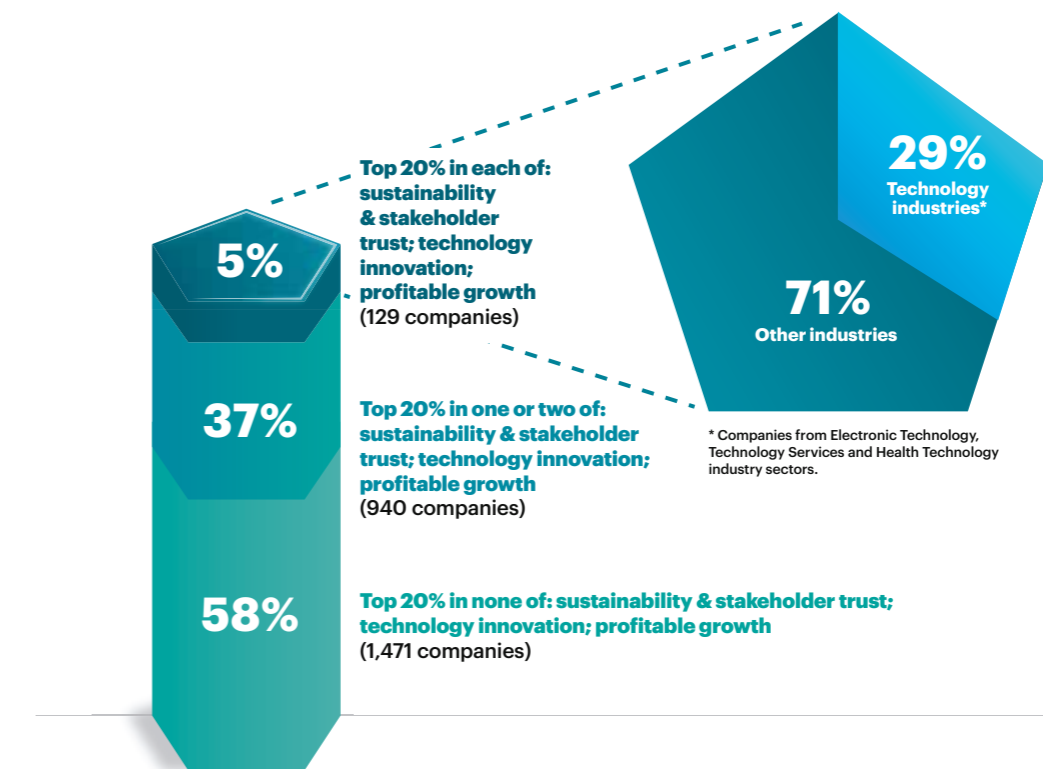 5%
Top 20% in each of:
sustainability
& stakeholder
trust; technology
innovation;
profitable growth
(129 companies)
29%
Technology
industries*
71%
Other industries
* Companies from Electronic Technology,
Technology Services and Health Technology
industry sectors.
37%
Top 20% in one or two of:
sustainability & stakeholder
trust; technology innovation;
profitable growth
(940 companies)
58%
Top 20% in none of: sustainability & stakeholder trust;
technology innovation; profitable growth
(1,471 companies)